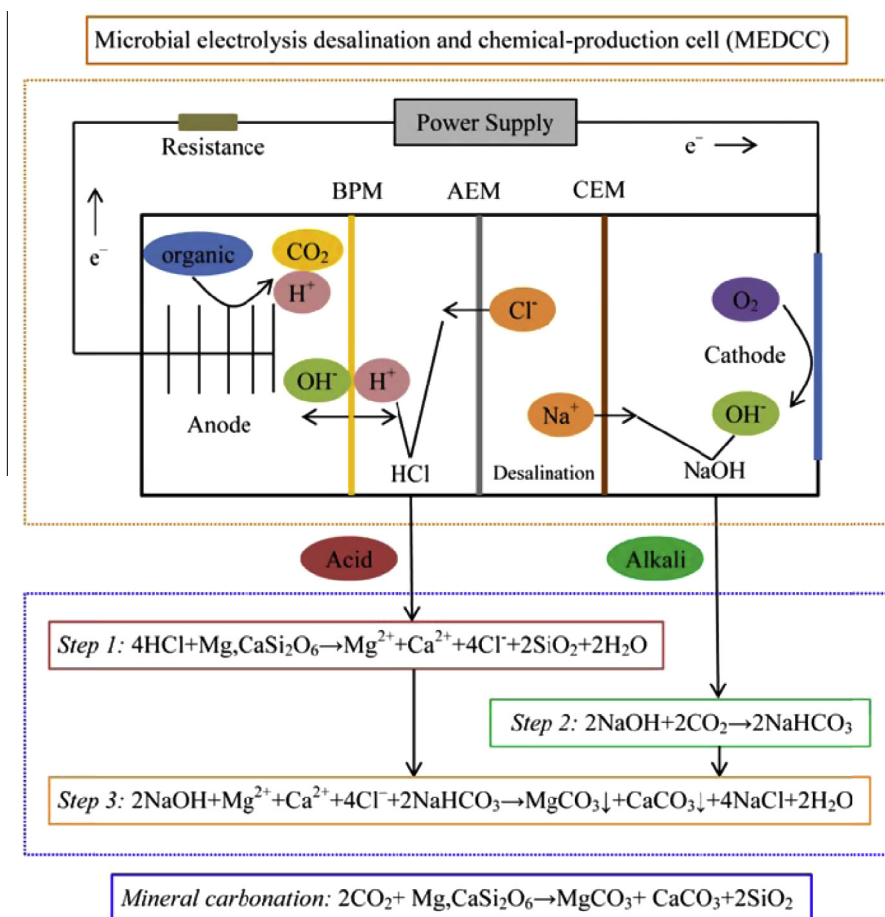 Microbial electrolysis desalination and chemical-production cell (MEDCC)
Power Supply
Resistance
e⁻
BPM AEM CEM
e⁻
organic
CO₂
H⁺
Cl⁻
O₂
Cathode
OH⁻ H⁺
Na⁺
OH⁻
Anode
HCl
Desalination
NaOH
Acid
Alkali
Step 1: 4HCl+Mg,CaSi₂O₆→Mg²⁺+Ca²⁺+4Cl⁻+2SiO₂+2H₂O
Step 2: 2NaOH+2CO₂→2NaHCO₃
Step 3: 2NaOH+Mg²⁺+Ca²⁺+4Cl⁻+2NaHCO₃→MgCO₃↓+CaCO₃↓+4NaCl+2H₂O
Mineral carbonation: 2CO₂+ Mg,CaSi₂O₆→MgCO₃+ CaCO₃+2SiO₂